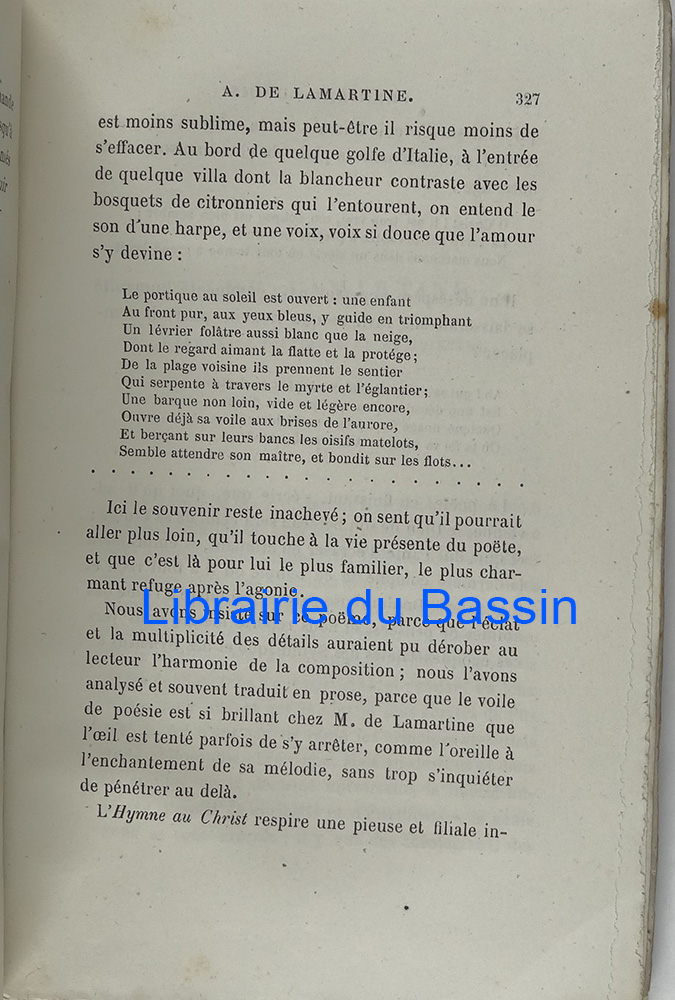 A. DE LAMARTINE. 327
est moins sublime, mais peut-être il risque moins de
s'effacer. Au bord de quelque golfe d'Italie, à l'entrée
de quelque villa dont la blancheur contraste avec les
bosquets de citronniers qui l'entourent, on entend le
son d'une harpe, et une voix, voix si douce que l'amour
s'y devine :
Le portique au soleil est ouvert : une enfant
Au front pur, aux yeux bleus, y guide en triomphant
Un lévrier folâtre aussi blanc que la neige,
Dont le regard aimant la flatte et la protége ;
De la plage voisine ils prennent le sentier
Qui serpente à travers le myrte et l'églantier ;
Une barque non loin, vide et légère encore,
Ouvre déjà sa voile aux brises de l'aurore,
Et berçant sur leurs bancs les oisifs matelots,
Semble attendre son maître, et bondit sur les flots...
. . . . . . . . . . . . . . . . . . . .
Ici le souvenir reste inachevé ; on sent qu'il pourrait
aller plus loin, qu'il touche à la vie présente du poëte,
et que c'est là pour lui le plus familier, le plus char-
mant refuge après l'agonie.
Librairie du Bassin
Nous avons insisté sur ce poëme, parce que l'éclat
et la multiplicité des détails auraient pu dérober au
lecteur l'harmonie de la composition ; nous l'avons
analysé et souvent traduit en prose, parce que le voile
de poésie est si brillant chez M. de Lamartine que
l'œil est tenté parfois de s'y arrêter, comme l'oreille à
l'enchantement de sa mélodie, sans trop s'inquiéter
de pénétrer au delà.
L'Hymne au Christ respire une pieuse et filiale in-